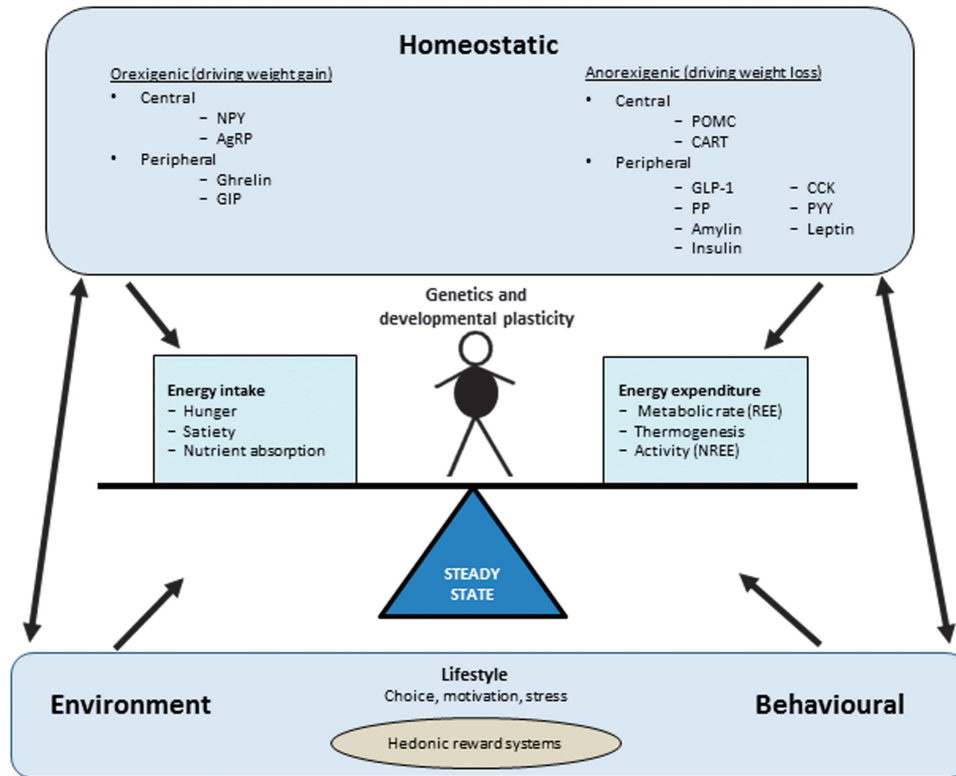 Homeostatic
Orexigenic (driving weight gain)
• Central
– NPY
– AgRP
• Peripheral
– Ghrelin
– GIP
Anorexigenic (driving weight loss)
• Central
– POMC
– CART
• Peripheral
– GLP-1
– PP
– Amylin
– Insulin
– CCK
– PYY
– Leptin
Genetics and
developmental plasticity
Energy intake
– Hunger
– Satiety
– Nutrient absorption
Energy expenditure
– Metabolic rate (REE)
– Thermogenesis
– Activity (NREE)
STEADY
STATE
Environment
Lifestyle
Choice, motivation, stress
Hedonic reward systems
Behavioural